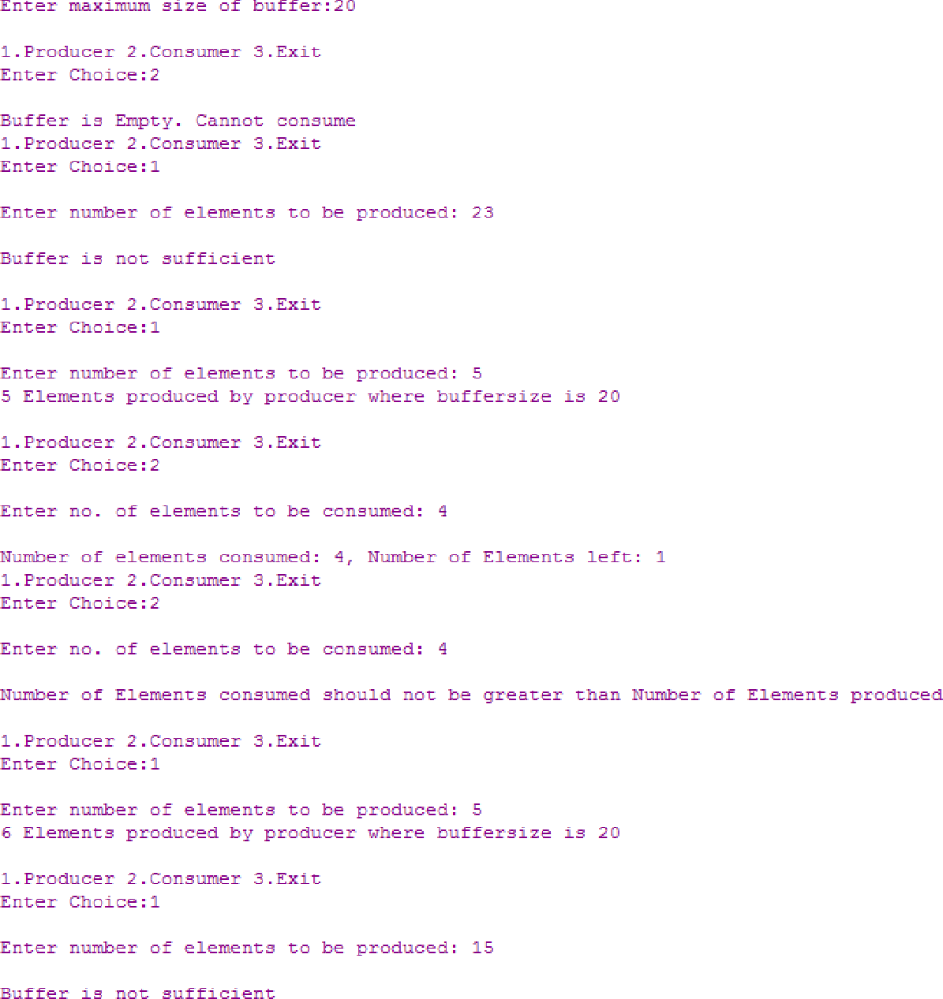 Enter maximum size of buffer:20
1.Producer 2.Consumer 3.Exit
Enter Choice:2
Buffer is Empty. Cannot consume
1.Producer 2.Consumer 3.Exit
Enter Choice:1
Enter number of elements to be produced: 23
Buffer is not sufficient
1.Producer 2.Consumer 3.Exit
Enter Choice:1
Enter number of elements to be produced: 5
5 Elements produced by producer where buffersize is 20
1.Producer 2.Consumer 3.Exit
Enter Choice:2
Enter no. of elements to be consumed: 4
Number of elements consumed: 4, Number of Elements left: 1
1.Producer 2.Consumer 3.Exit
Enter Choice:2
Enter no. of elements to be consumed: 4
Number of Elements consumed should not be greater than Number of Elements produced
1.Producer 2.Consumer 3.Exit
Enter Choice:1
Enter number of elements to be produced: 5
6 Elements produced by producer where buffersize is 20
1.Producer 2.Consumer 3.Exit
Enter Choice:1
Enter number of elements to be produced: 15
Buffer is not sufficient